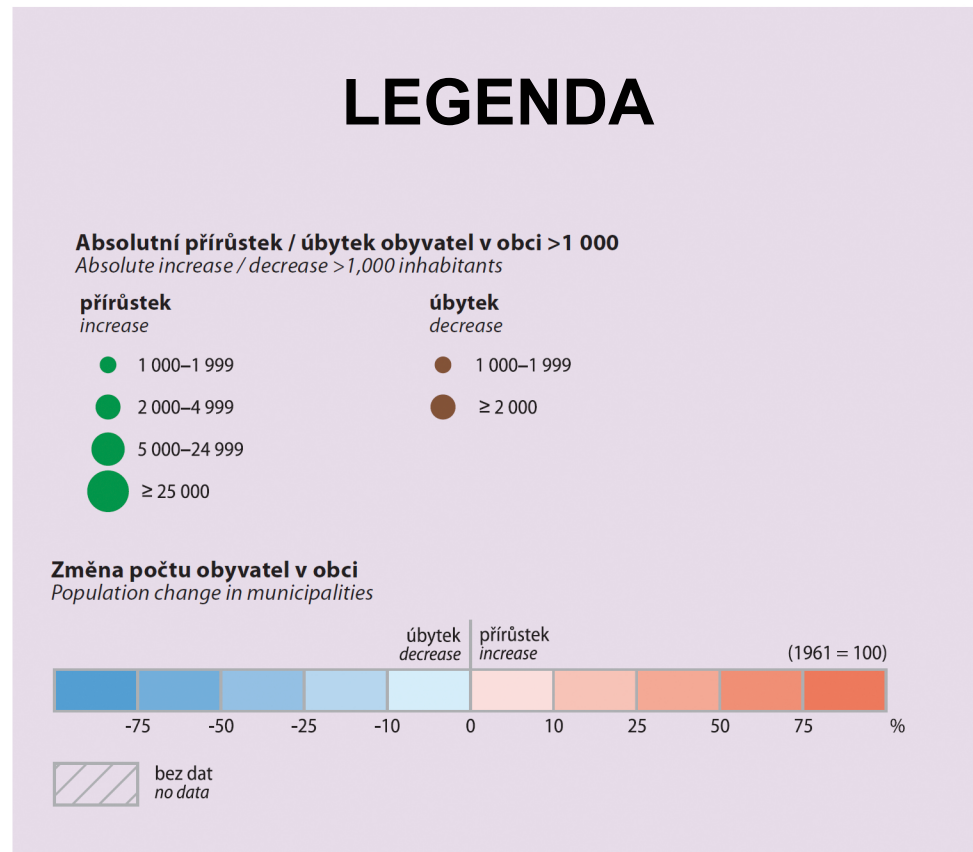 LEGENDA
Absolutní přírůstek / úbytek obyvatel v obci >1 000
Absolute increase / decrease >1,000 inhabitants
přírůstek
increase
1 000–1 999
2 000–4 999
5 000–24 999
≥ 25 000
úbytek
decrease
1 000–1 999
≥ 2 000
Změna počtu obyvatel v obci
Population change in municipalities
úbytek
decrease
přírůstek
increase
(1961 = 100)
-75 -50 -25 -10 0 10 25 50 75 %
bez dat
no data